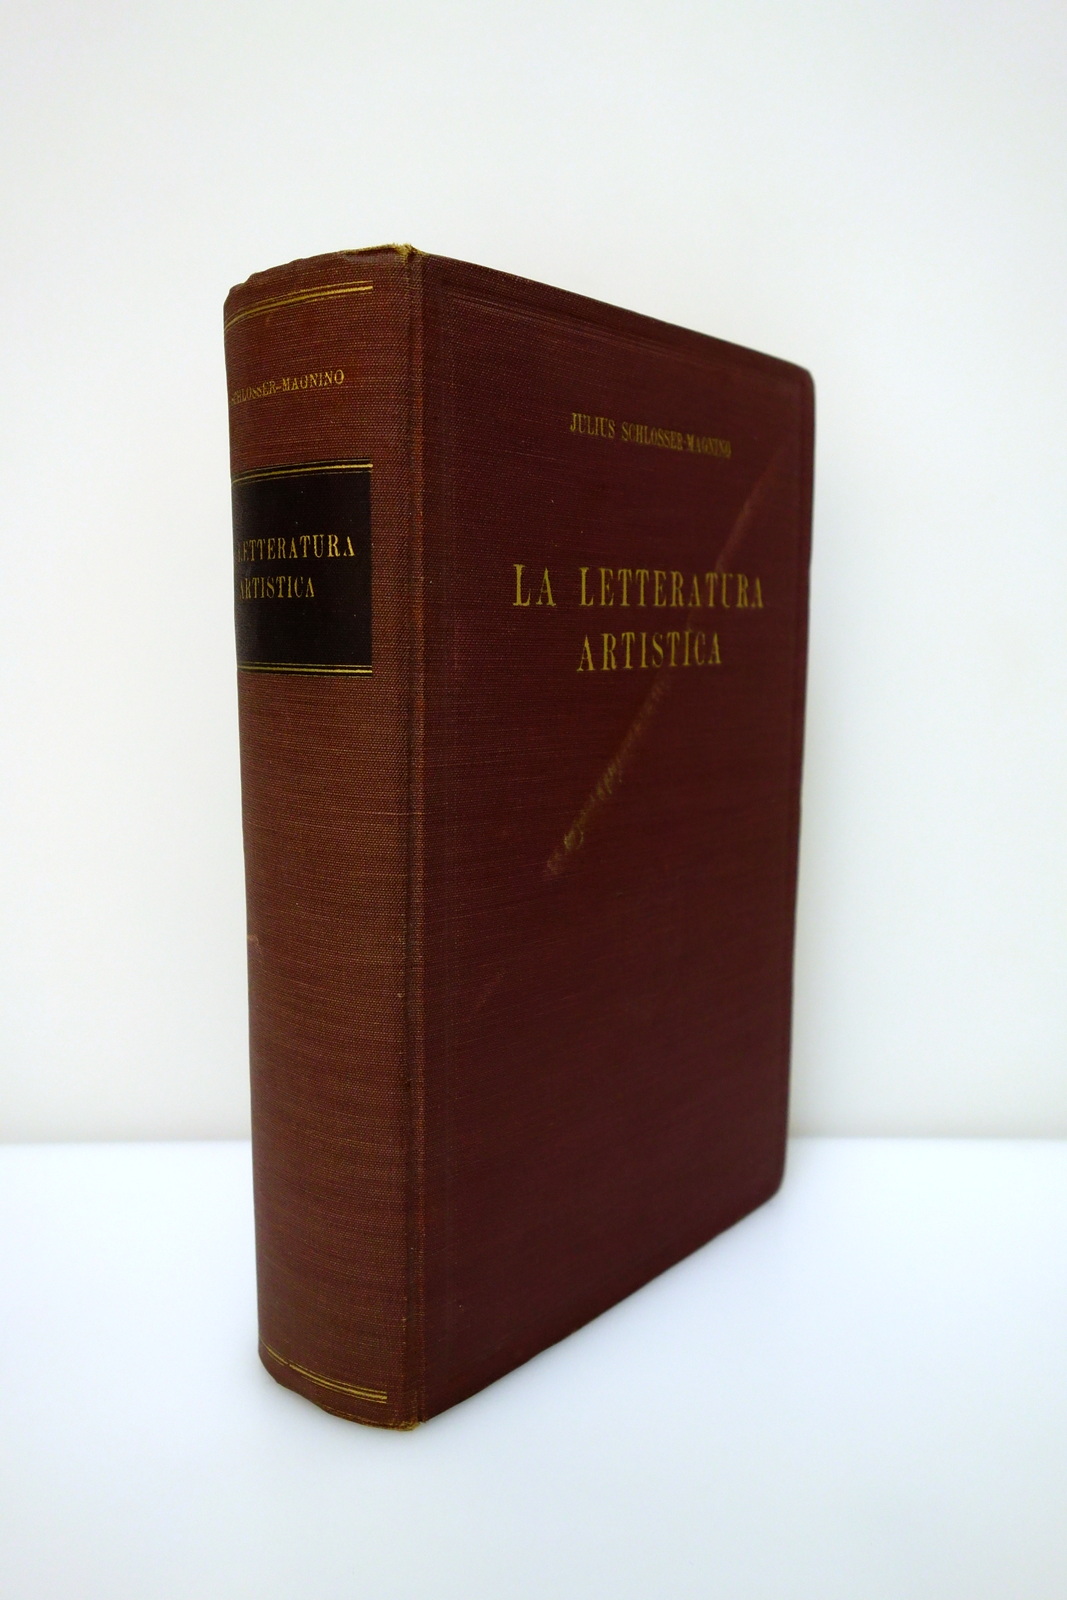 SCHLOSSER-MAGNINO
LETTERATURA
ARTISTICA
JULIUS SCHLOSSER-MAGNINO
LA LETTERATURA
ARTISTICA